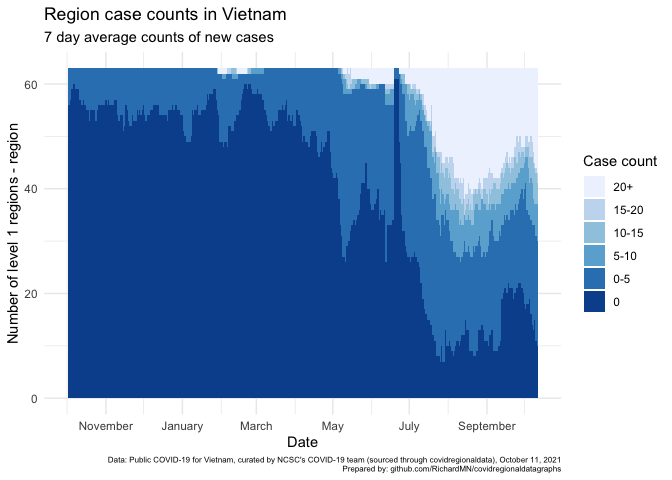 Region case counts in Vietnam
7 day average counts of new cases
Number of level 1 regions - region
60
40
20
0
November
January
March
May
July
September
Date
Case count
20+
15-20
10-15
5-10
0-5
0
Data: Public COVID-19 for Vietnam, curated by NCSC's COVID-19 team (sourced through covidregionaldata), October 11, 2021
Prepared by: github.com/RichardMN/covidregionaldatagraphs